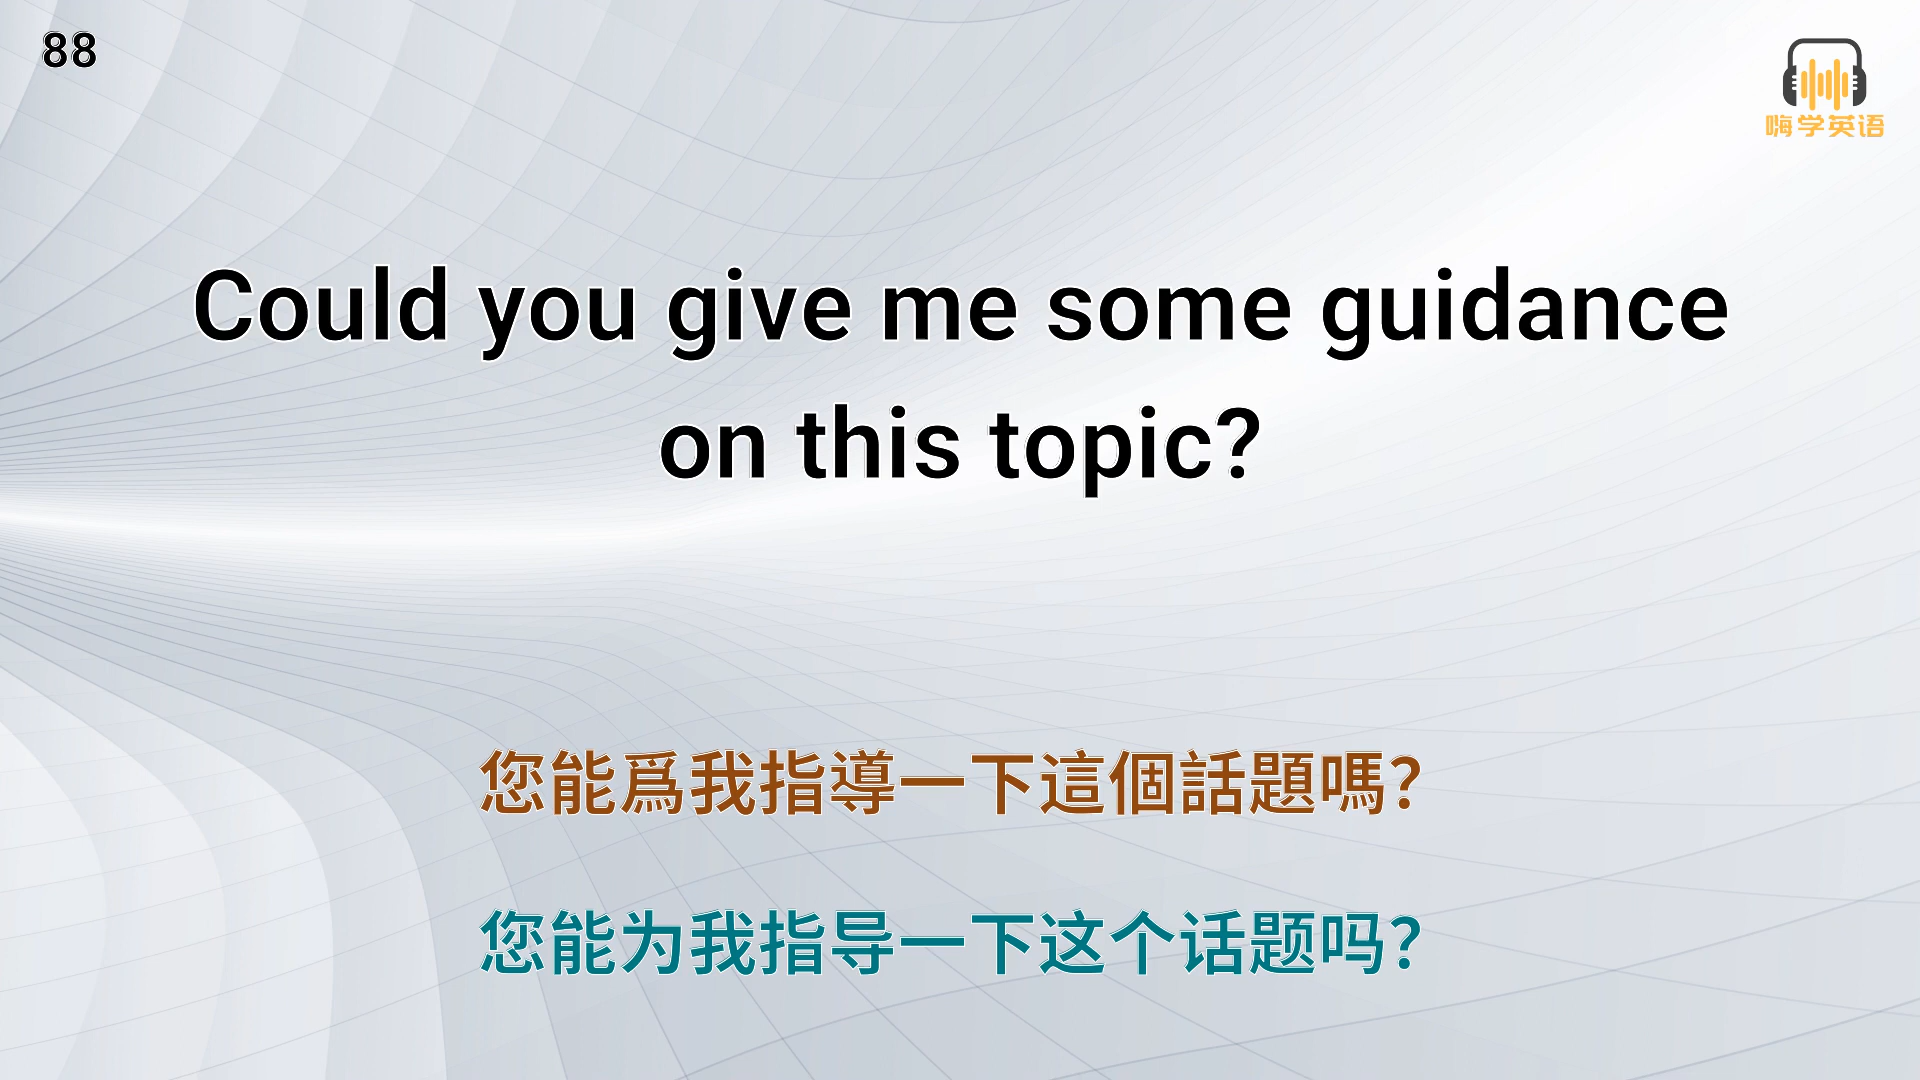 88
嗨学英语
Could you give me some guidance
on this topic?
您能爲我指導一下這個話題嗎?
您能为我指导一下这个话题吗?